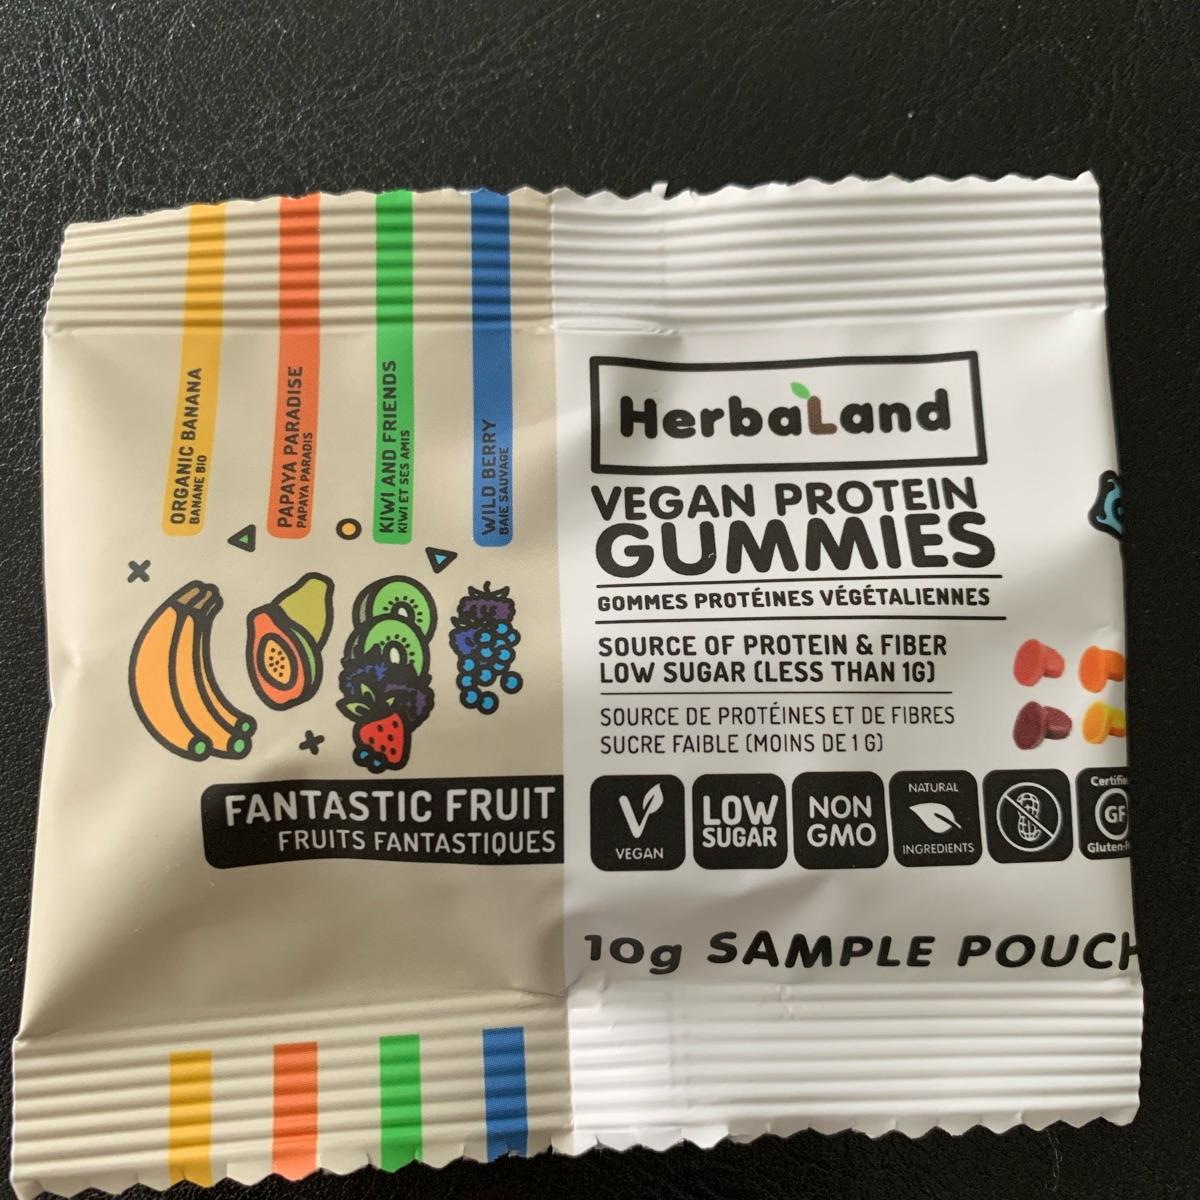 ORGANIC BANANA
BANANE BIO
PAPAYA PARADISE
PAPAYA PARADIS
KIWI AND FRIENDS
KIWI ET SES AMIS
WILD BERRY
BAIE SAUVAGE
FANTASTIC FRUIT
FRUITS FANTASTIQUES
HerbaLand
VEGAN PROTEIN
GUMMIES
GOMMES PROTÉINES VÉGÉTALIENNES
SOURCE OF PROTEIN & FIBER
LOW SUGAR (LESS THAN 1G)
SOURCE DE PROTÉINES ET DE FIBRES
SUCRE FAIBLE (MOINS DE 1 G)
V
VEGAN
LOW
SUGAR
NON
GMO
NATURAL
INGREDIENTS
GF
10g SAMPLE POUCH